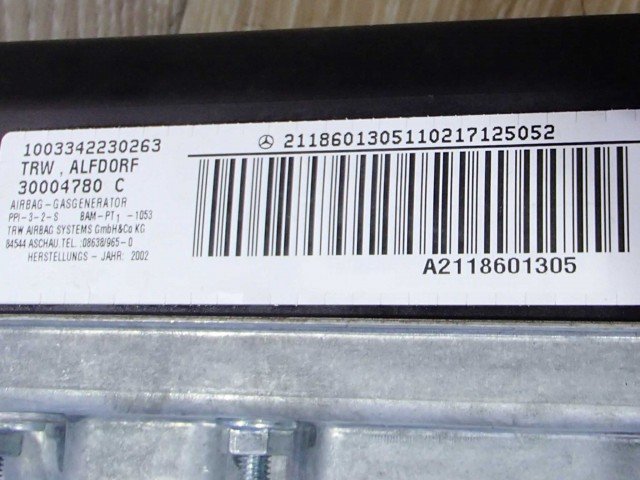 1003342230263
TRW , ALFDORF
30004780 C
AIRBAG-GASGENERATOR
PPI-3-2-S BAM-PT1 -1053
TRW AIRBAG SYSTEMS GmbH&Co KG
84544 ASCHAU.TEL.:08638/965-0
HERSTELLUNGS - JAHR: 2002
2118601305110217125052
A2118601305